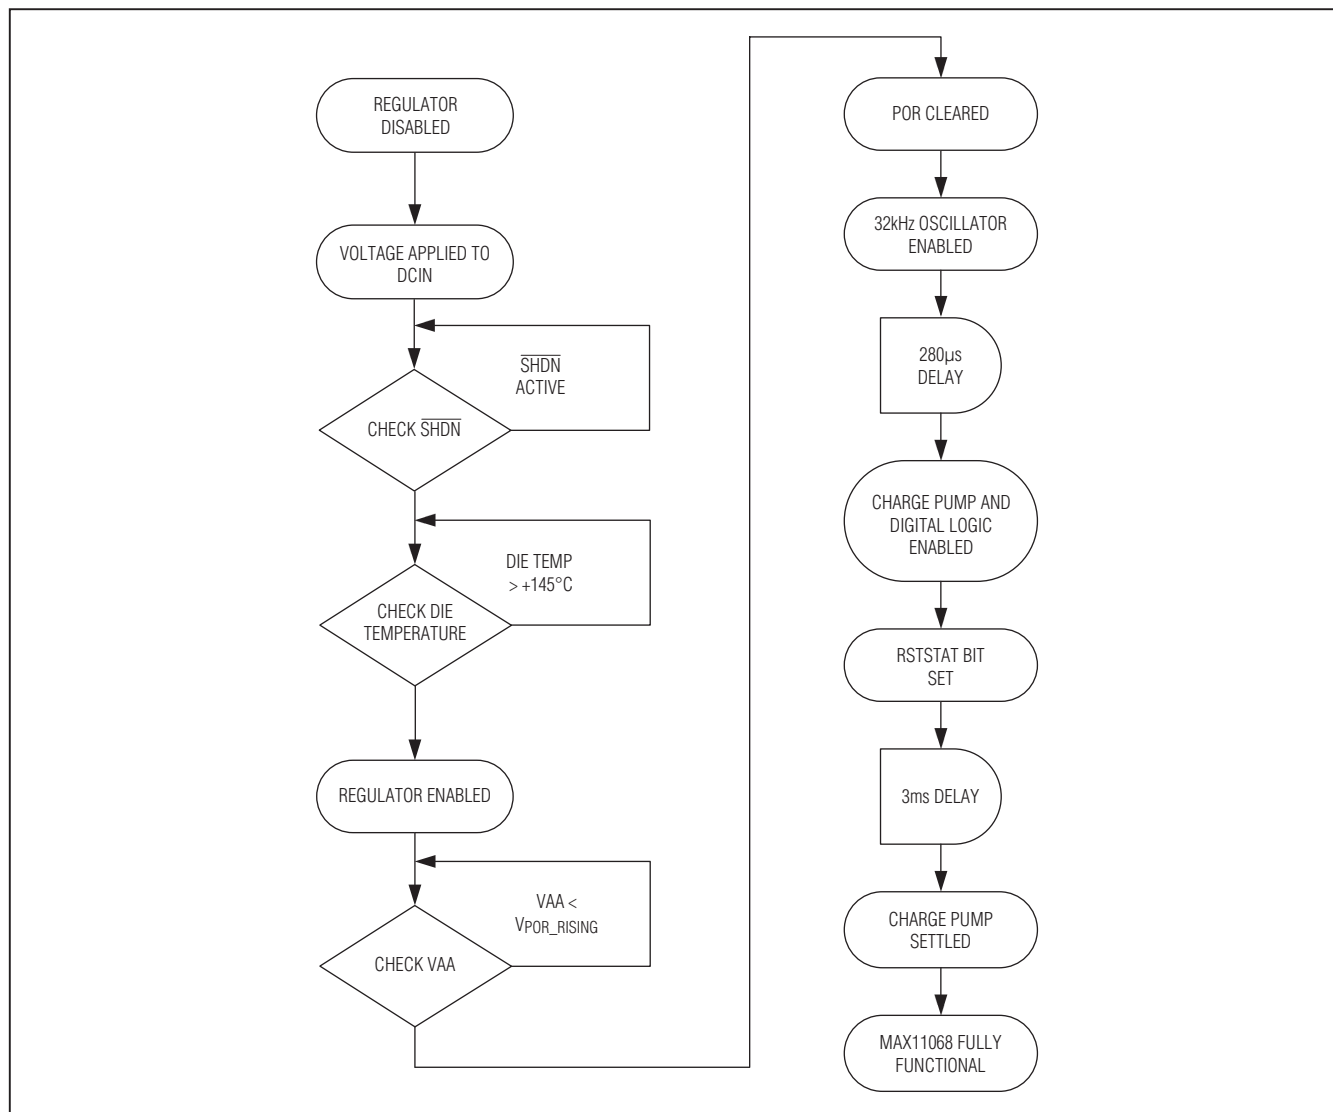 REGULATOR
DISABLED
VOLTAGE APPLIED TO
DCIN
SHDN
ACTIVE
CHECK SHDN
DIE TEMP
> +145°C
CHECK DIE
TEMPERATURE
REGULATOR ENABLED
VAA <
VPOR_RISING
CHECK VAA
POR CLEARED
32kHz OSCILLATOR
ENABLED
280µs
DELAY
CHARGE PUMP AND
DIGITAL LOGIC
ENABLED
RSTSTAT BIT
SET
3ms DELAY
CHARGE PUMP
SETTLED
MAX11068 FULLY
FUNCTIONAL